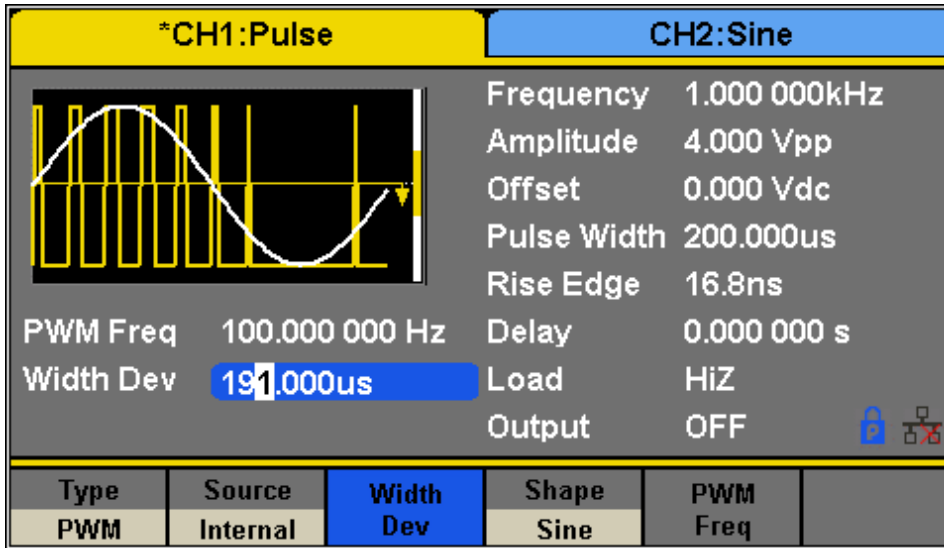 *CH1:Pulse
CH2:Sine
Frequency 1.000 000kHz
Amplitude 4.000 Vpp
Offset 0.000 Vdc
Pulse Width 200.000us
Rise Edge 16.8ns
PWM Freq 100.000 000 Hz
Delay 0.000 000 s
Width Dev 191.000us
Load HiZ
Output OFF
P
Type
PWM
Source
Internal
Width
Dev
Shape
Sine
PWM
Freq